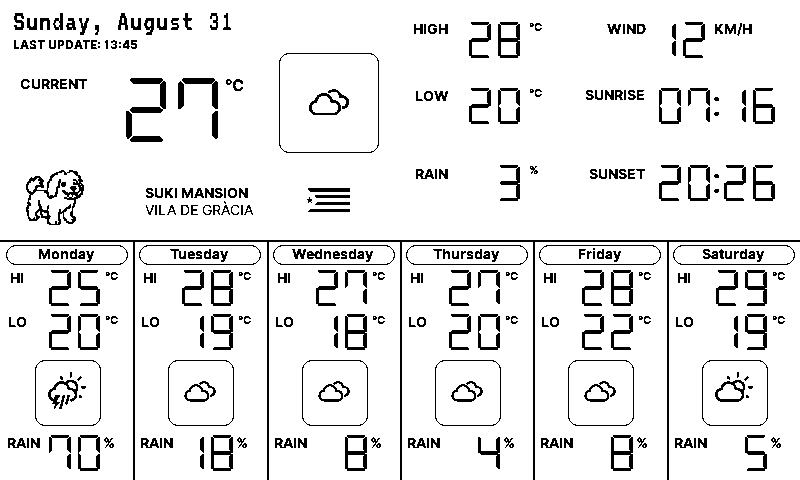 Sunday, August 31
LAST UPDATE: 13:45
CURRENT 27 °C
HIGH 28 °C
LOW 20 °C
RAIN 3 %
WIND 12 KM/H
SUNRISE 07:16
SUNSET 20:26
SUKI MANSION
VILA DE GRÀCIA
Monday
HI 25 °C
LO 20 °C
RAIN 70 %
Tuesday
HI 28 °C
LO 19 °C
RAIN 18 %
Wednesday
HI 27 °C
LO 18 °C
RAIN 8 %
Thursday
HI 27 °C
LO 20 °C
RAIN 4 %
Friday
HI 28 °C
LO 22 °C
RAIN 8 %
Saturday
HI 29 °C
LO 19 °C
RAIN 5 %